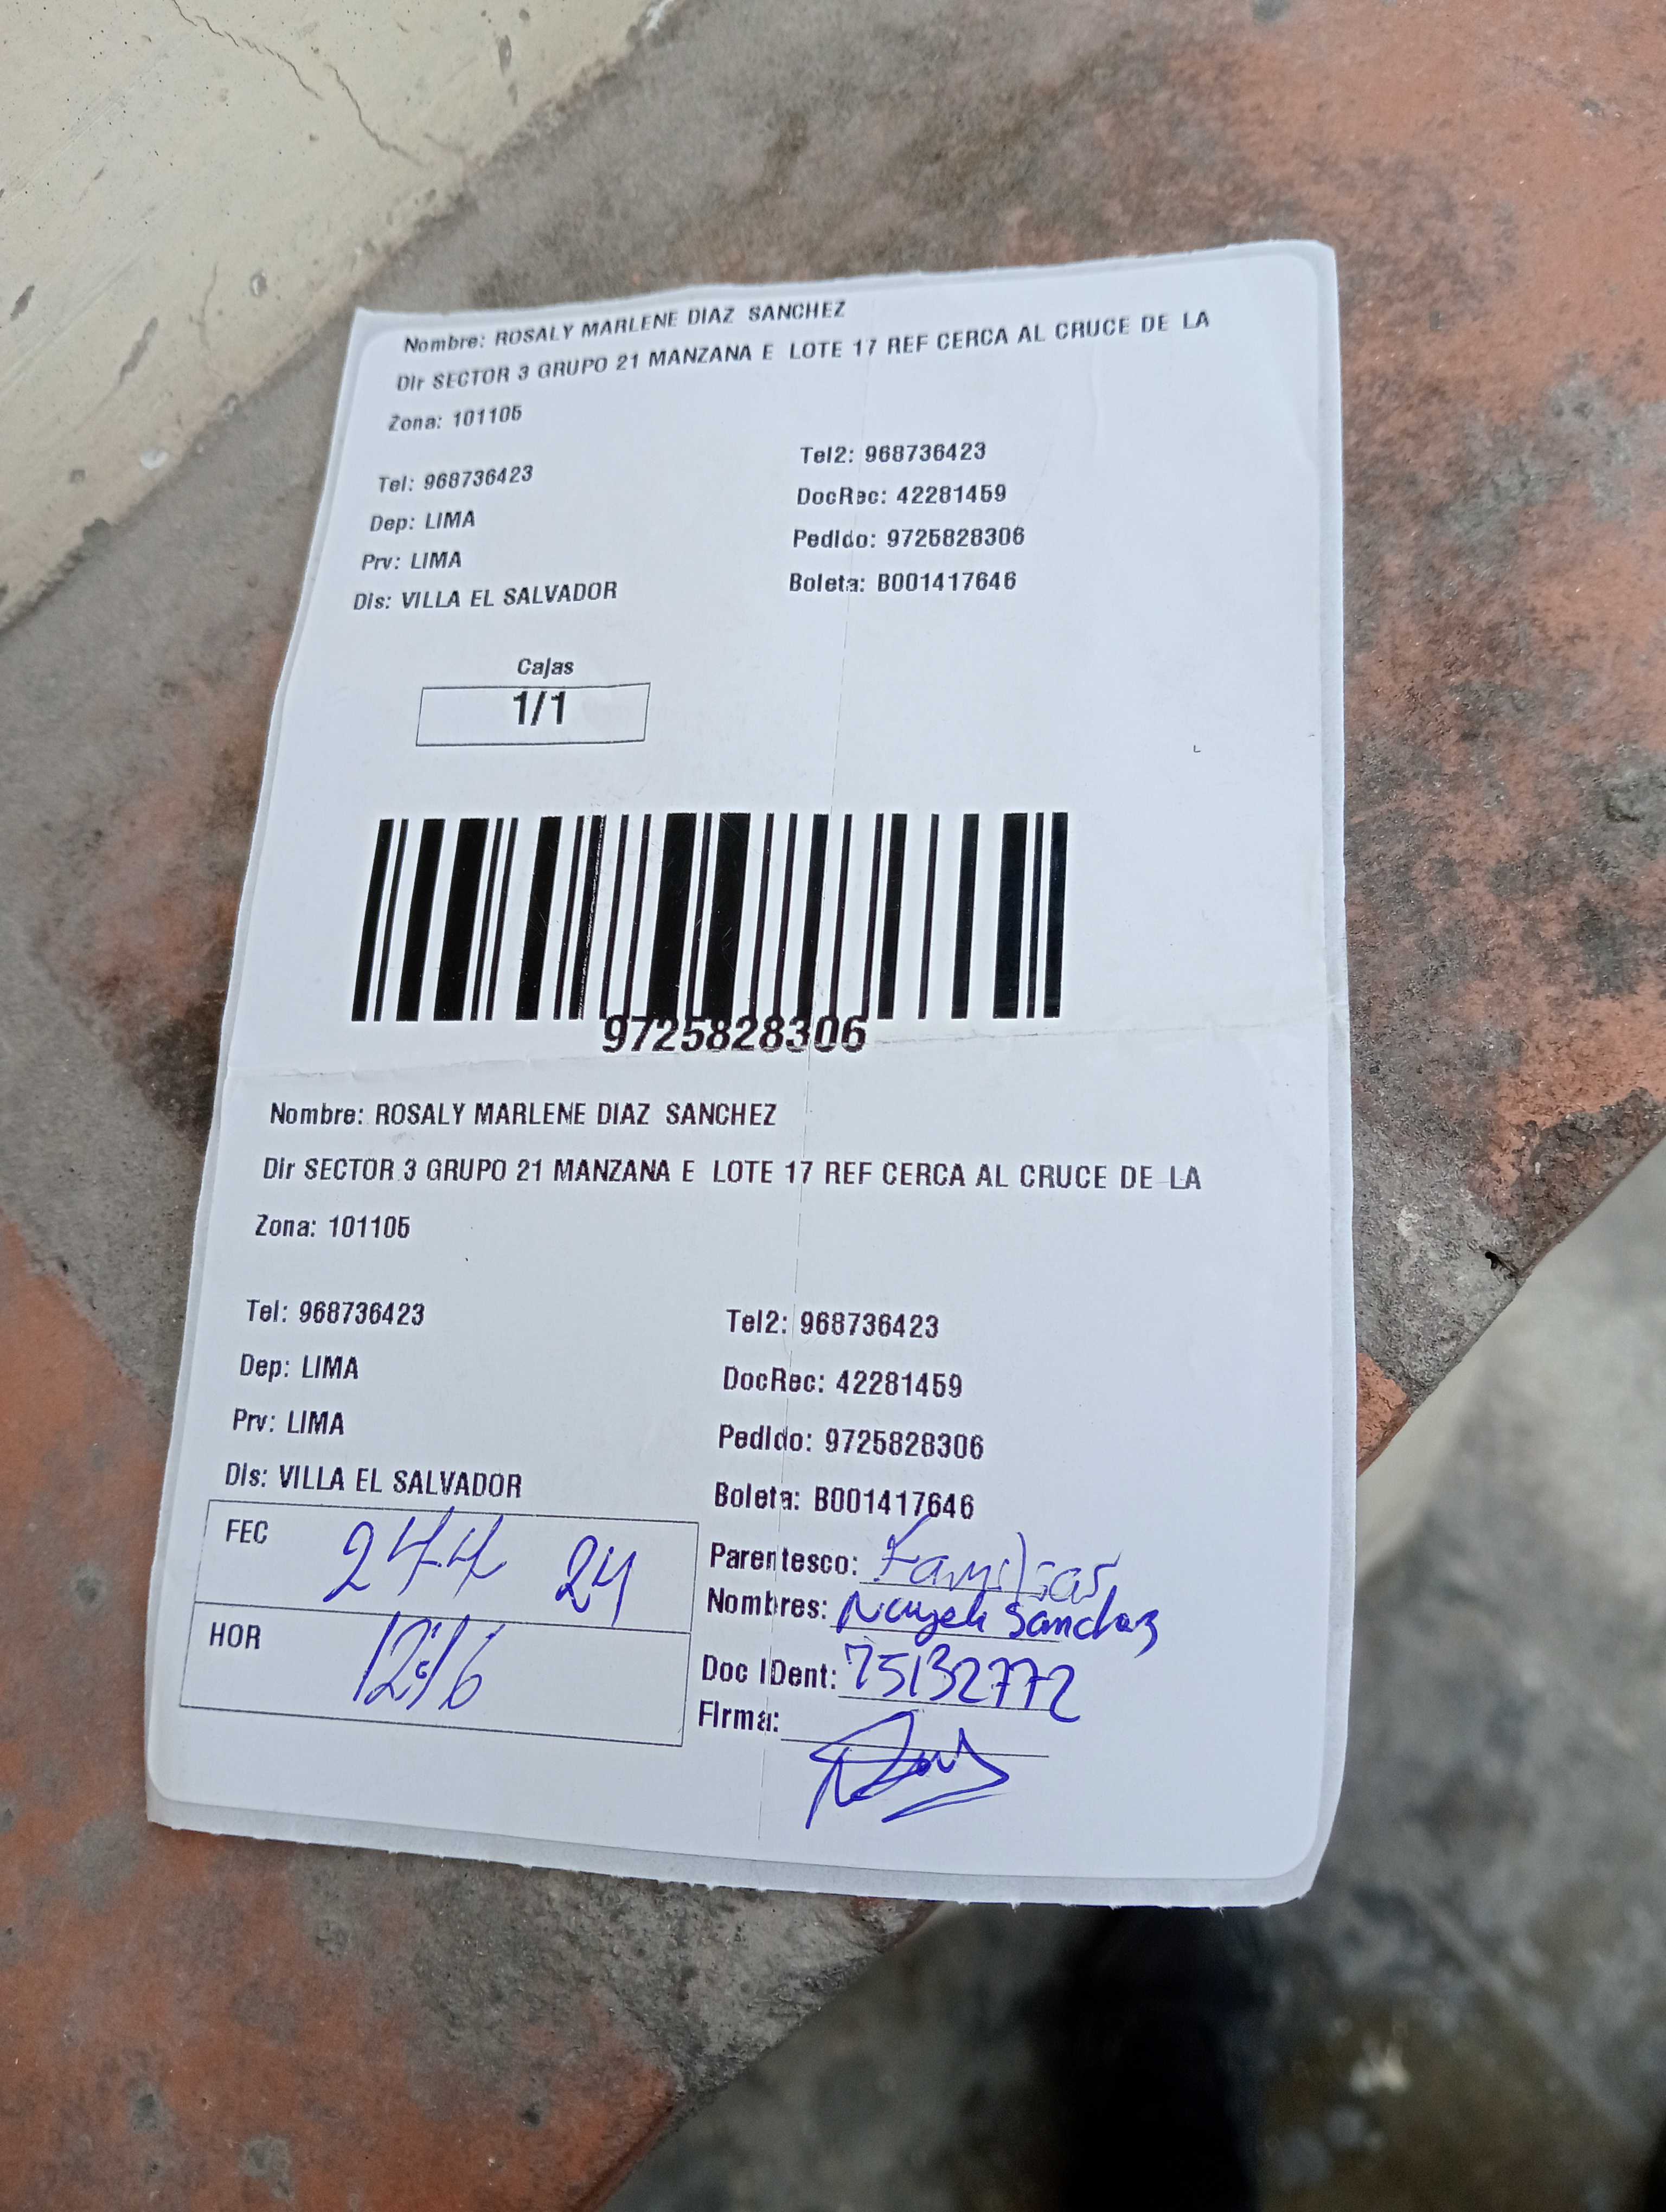 Nombre: ROSALY MARLENE DIAZ SANCHEZ
Dir SECTOR 3 GRUPO 21 MANZANA E LOTE 17 REF CERCA AL CRUCE DE LA
Zona: 101105
Tel: 968736423
Tel2: 968736423
Dep: LIMA
DocRec: 42281459
Prv: LIMA
Pedido: 9725828306
Dis: VILLA EL SALVADOR
Boleta: B001417646
Cajas
1/1
9725828306
Nombre: ROSALY MARLENE DIAZ SANCHEZ
Dir SECTOR 3 GRUPO 21 MANZANA E LOTE 17 REF CERCA AL CRUCE DE LA
Zona: 101105
Tel: 968736423
Tel2: 968736423
Dep: LIMA
DocRec: 42281459
Prv: LIMA
Pedido: 9725828306
Dis: VILLA EL SALVADOR
Boleta: B001417646
FEC
Parentesco: Familiar
Nombres: Nayeli Sanchez
HOR 12:16
Doc IDent: 75132772
Firma: